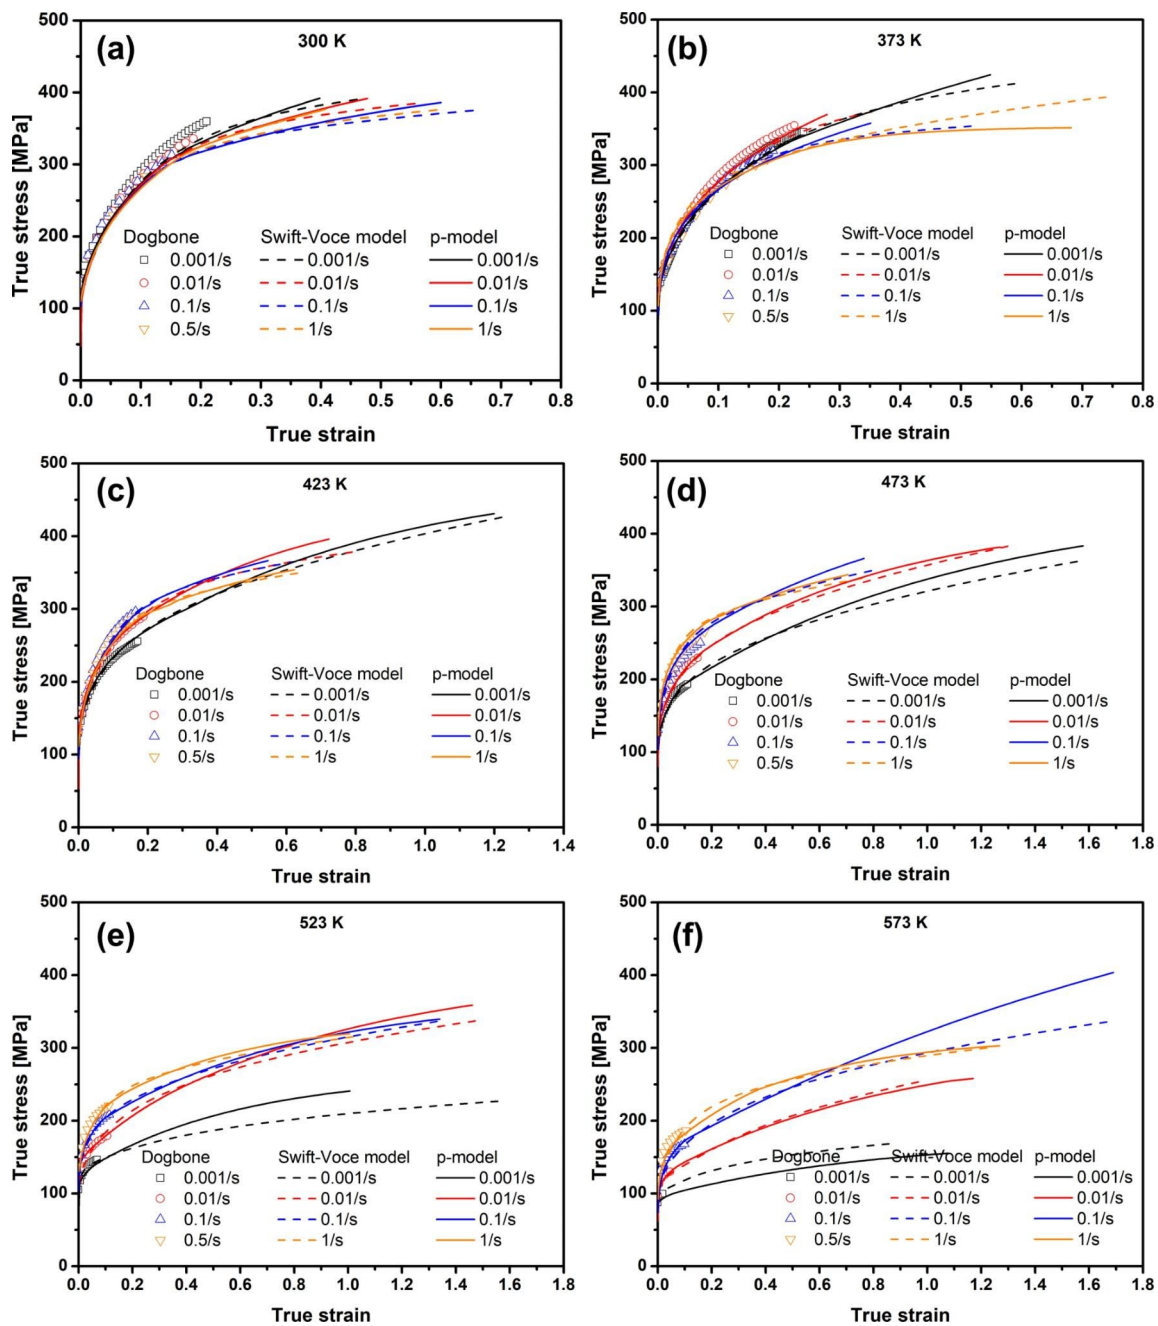 (a)
300 K
True stress [MPa]
500
400
300
200
100
0
Dogbone Swift-Voce model p-model
0.001/s 0.001/s 0.001/s
0.01/s 0.01/s 0.01/s
0.1/s 0.1/s 0.1/s
0.5/s 1/s 1/s
0.0 0.1 0.2 0.3 0.4 0.5 0.6 0.7 0.8
True strain
(b)
373 K
True stress [MPa]
500
400
300
200
100
0
Dogbone Swift-Voce model p-model
0.001/s 0.001/s 0.001/s
0.01/s 0.01/s 0.01/s
0.1/s 0.1/s 0.1/s
0.5/s 1/s 1/s
0.0 0.1 0.2 0.3 0.4 0.5 0.6 0.7 0.8
True strain
(c)
423 K
True stress [MPa]
500
400
300
200
100
0
Dogbone Swift-Voce model p-model
0.001/s 0.001/s 0.001/s
0.01/s 0.01/s 0.01/s
0.1/s 0.1/s 0.1/s
0.5/s 1/s 1/s
0.0 0.2 0.4 0.6 0.8 1.0 1.2 1.4
True strain
(d)
473 K
True stress [MPa]
500
400
300
200
100
0
Dogbone Swift-Voce model p-model
0.001/s 0.001/s 0.001/s
0.01/s 0.01/s 0.01/s
0.1/s 0.1/s 0.1/s
0.5/s 1/s 1/s
0.0 0.2 0.4 0.6 0.8 1.0 1.2 1.4 1.6 1.8
True strain
(e)
523 K
True stress [MPa]
500
400
300
200
100
0
Dogbone Swift-Voce model p-model
0.001/s 0.001/s 0.001/s
0.01/s 0.01/s 0.01/s
0.1/s 0.1/s 0.1/s
0.5/s 1/s 1/s
0.0 0.2 0.4 0.6 0.8 1.0 1.2 1.4 1.6 1.8
True strain
(f)
573 K
True stress [MPa]
500
400
300
200
100
0
Dogbone Swift-Voce model p-model
0.001/s 0.001/s 0.001/s
0.01/s 0.01/s 0.01/s
0.1/s 0.1/s 0.1/s
0.5/s 1/s 1/s
0.0 0.2 0.4 0.6 0.8 1.0 1.2 1.4 1.6 1.8
True strain